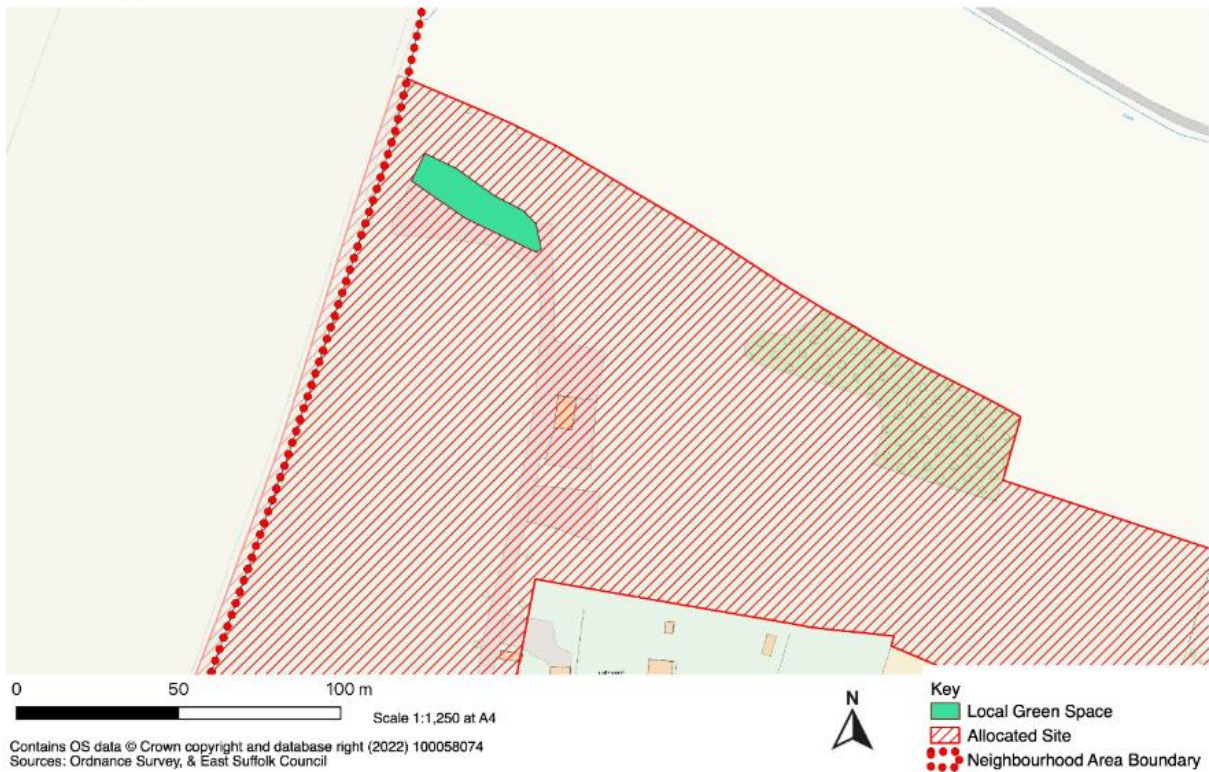 0 50 100 m
Scale 1:1,250 at A4
Contains OS data © Crown copyright and database right (2022) 100058074
Sources: Ordnance Survey, & East Suffolk Council
N
Key
Local Green Space
Allocated Site
Neighbourhood Area Boundary